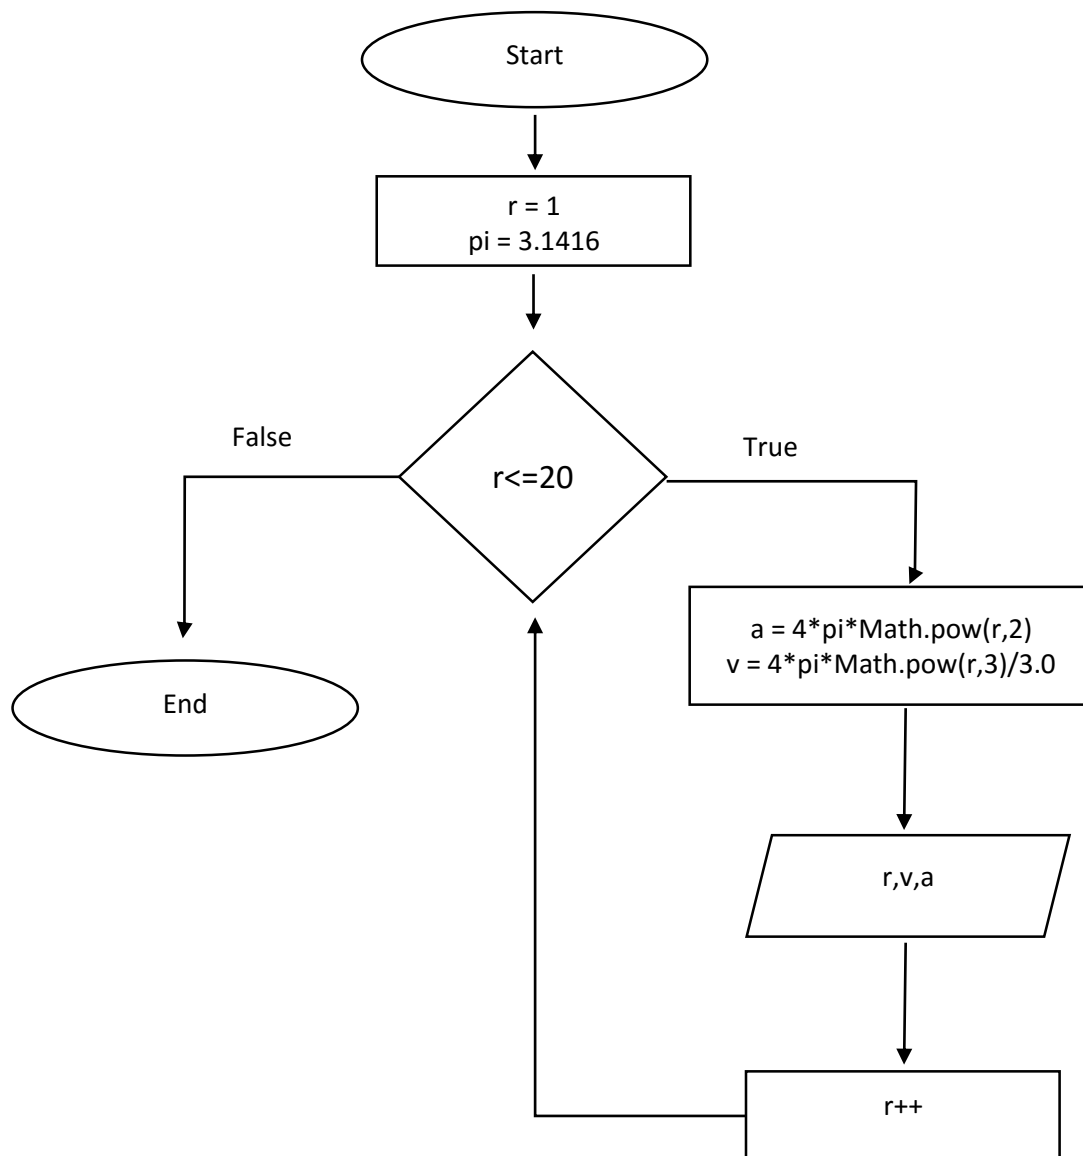 Start
r = 1
pi = 3.1416
False
True
r<=20
a = 4*pi*Math.pow(r,2)
v = 4*pi*Math.pow(r,3)/3.0
End
r,v,a
r++